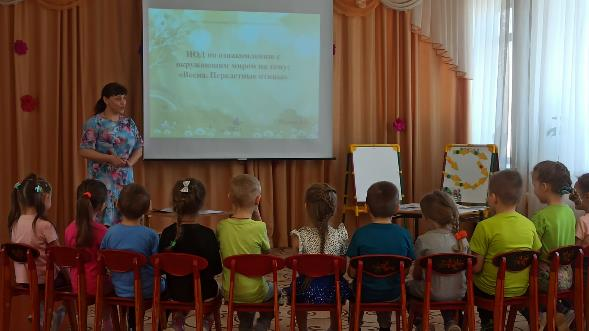 НОД по ознакомлению с
окружающим миром на тему:
«Весна. Перелетные птицы»